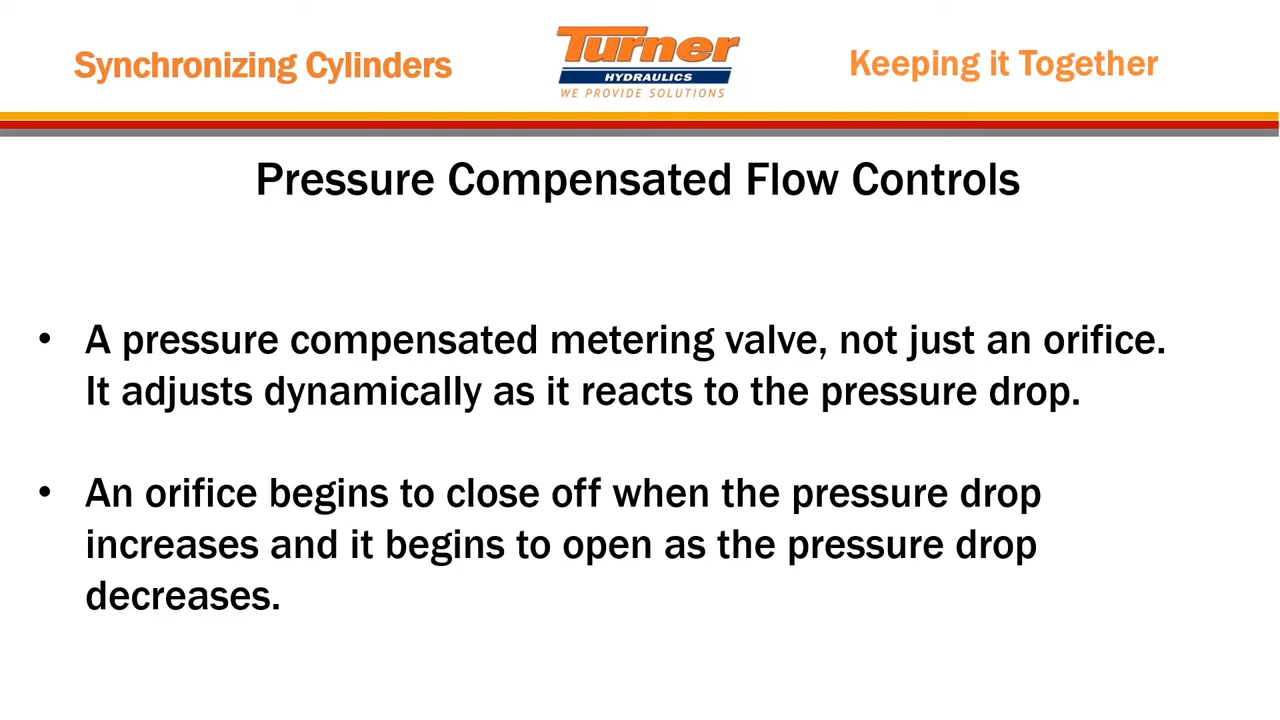 Synchronizing Cylinders
Turner
HYDRAULICS
WE PROVIDE SOLUTIONS
Keeping it Together
Pressure Compensated Flow Controls
• A pressure compensated metering valve, not just an orifice.
It adjusts dynamically as it reacts to the pressure drop.
• An orifice begins to close off when the pressure drop
increases and it begins to open as the pressure drop
decreases.